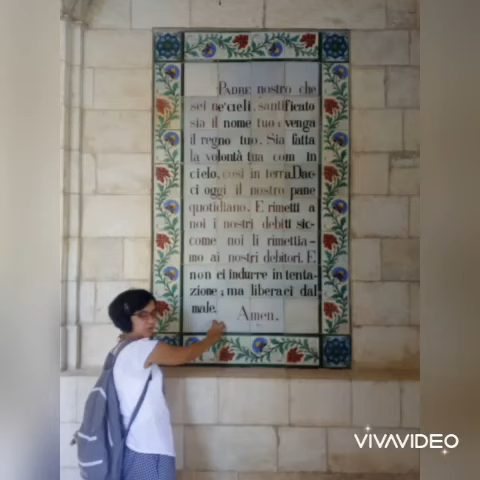 PADRE nostro che
sei ne'cieli, santificato
sia il nome tuo; venga
il regno tuo. Sia fatta
la volontà tua com in
cielo, così in terra. Dac-
ci oggi il nostro pane
quotidiano. E rimetti a
noi i nostri debiti sic-
come noi li rimettia-
mo ai nostri debitori. E
non ci indurre in tenta-
zione; ma liberaci dal
male.
Amen.
VIVAVIDEO